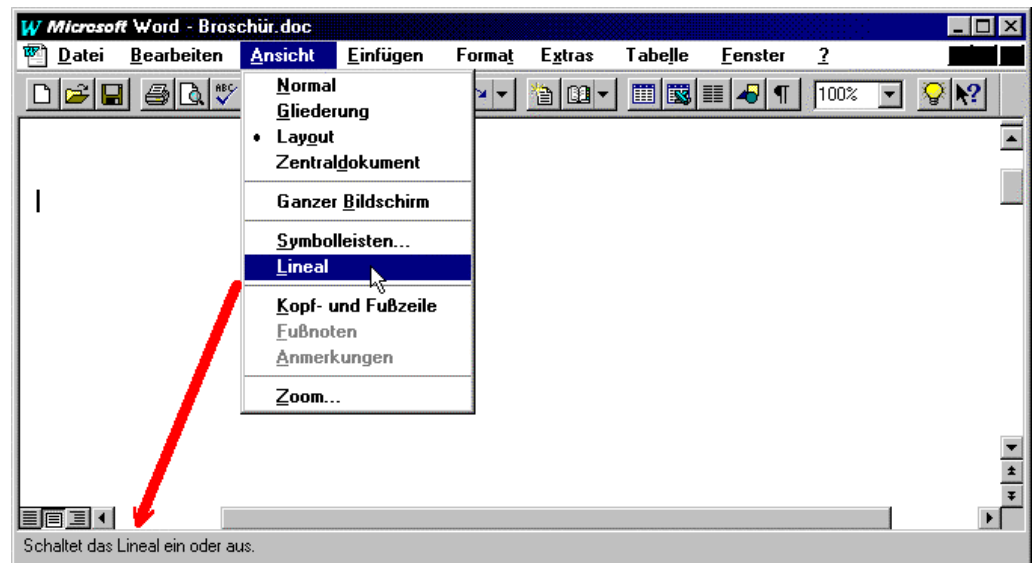 Microsoft Word - Broschür.doc
Datei Bearbeiten Ansicht Einfügen Format Extras Tabelle Fenster ?
ABC 100% ?
Normal
Gliederung
Layout
Zentraldokument
Ganzer Bildschirm
Symbolleisten...
Lineal
Kopf- und Fußzeile
Fußnoten
Anmerkungen
Zoom...
Schaltet das Lineal ein oder aus.